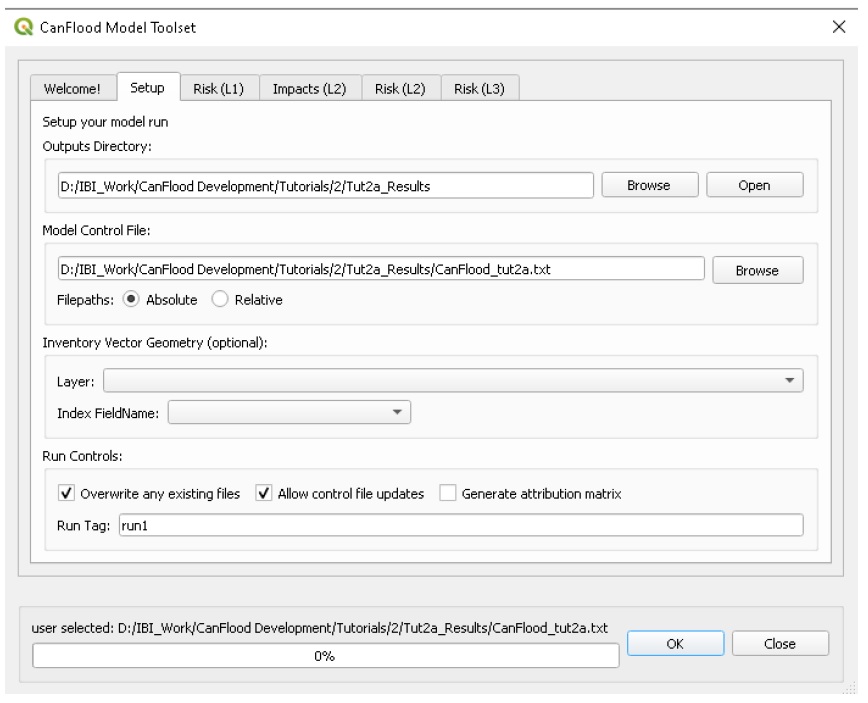 CanFlood Model Toolset
Welcome! Setup Risk (L1) Impacts (L2) Risk (L2) Risk (L3)
Setup your model run
Outputs Directory:
D:/IBI_Work/CanFlood Development/Tutorials/2/Tut2a_Results Browse Open
Model Control File:
D:/IBI_Work/CanFlood Development/Tutorials/2/Tut2a_Results/CanFlood_tut2a.txt Browse
Filepaths: Absolute Relative
Inventory Vector Geometry (optional):
Layer:
Index FieldName:
Run Controls:
Overwrite any existing files Allow control file updates Generate attribution matrix
Run Tag: run1
user selected: D:/IBI_Work/CanFlood Development/Tutorials/2/Tut2a_Results/CanFlood_tut2a.txt
OK Close
0%